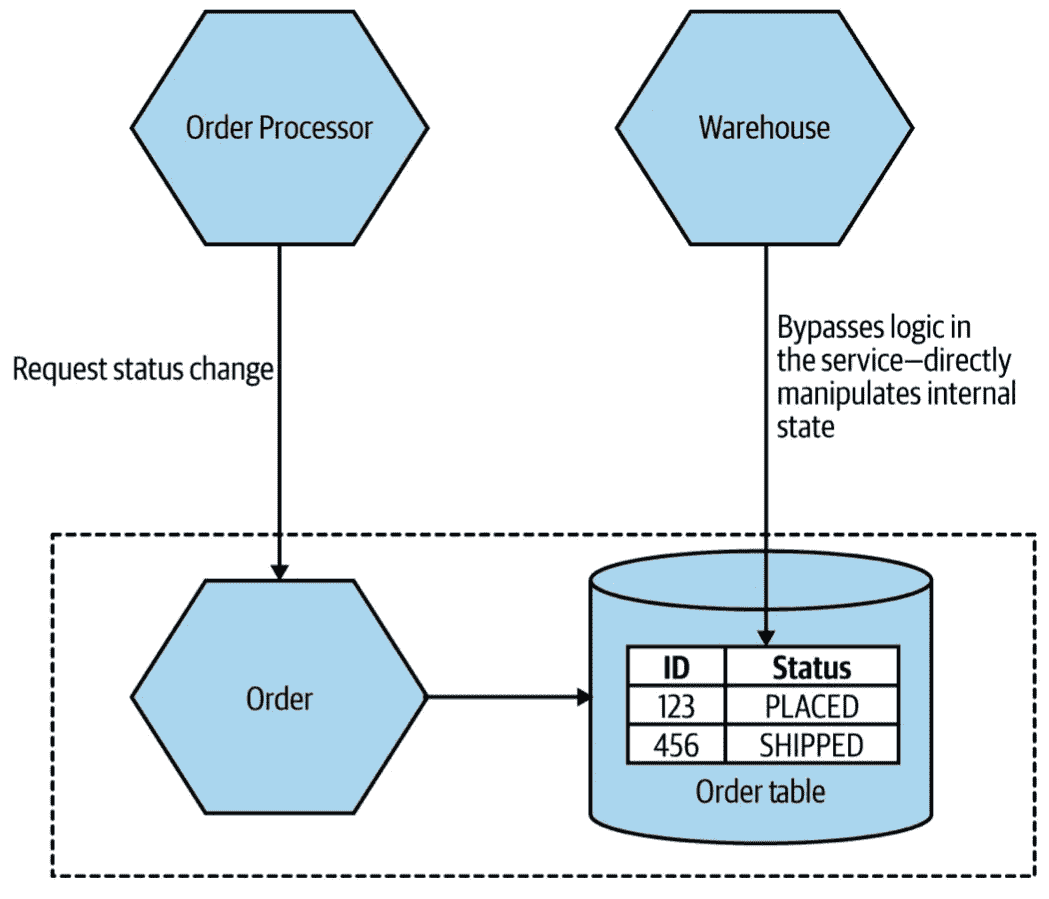 Order Processor
Warehouse
Request status change
Bypasses logic in
the service—directly
manipulates internal
state
Order
ID Status
123 PLACED
456 SHIPPED
Order table